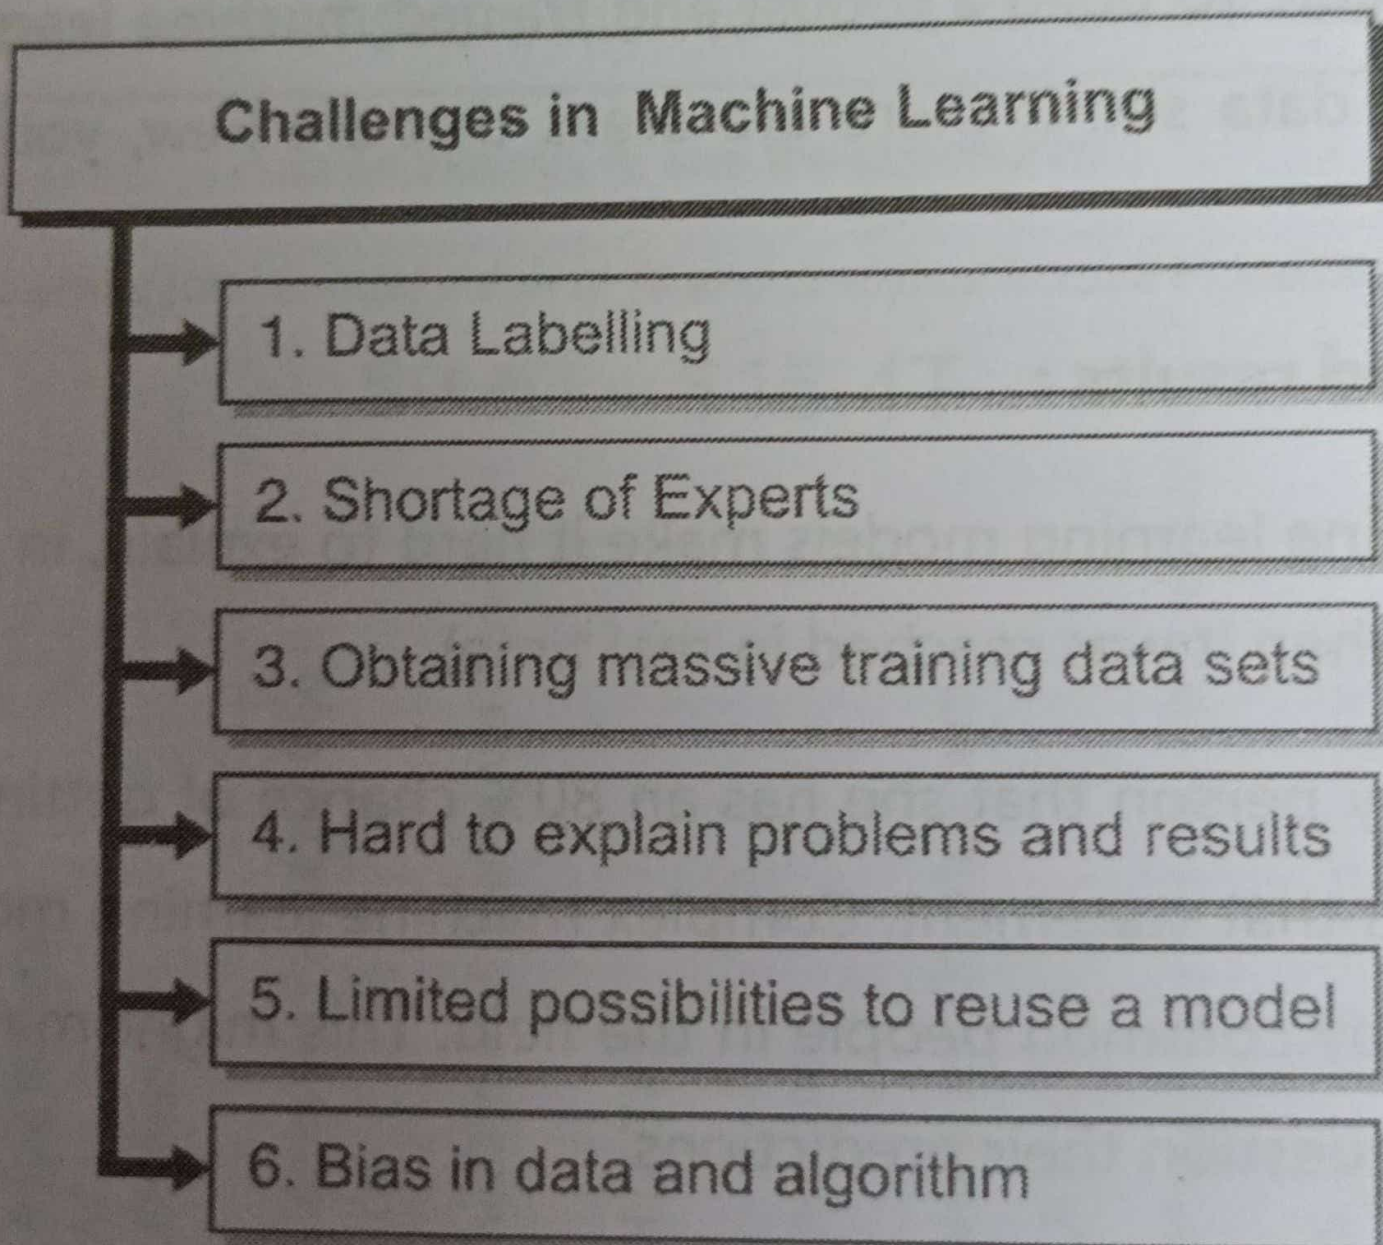 Challenges in Machine Learning
1. Data Labelling
2. Shortage of Experts
3. Obtaining massive training data sets
4. Hard to explain problems and results
5. Limited possibilities to reuse a model
6. Bias in data and algorithm